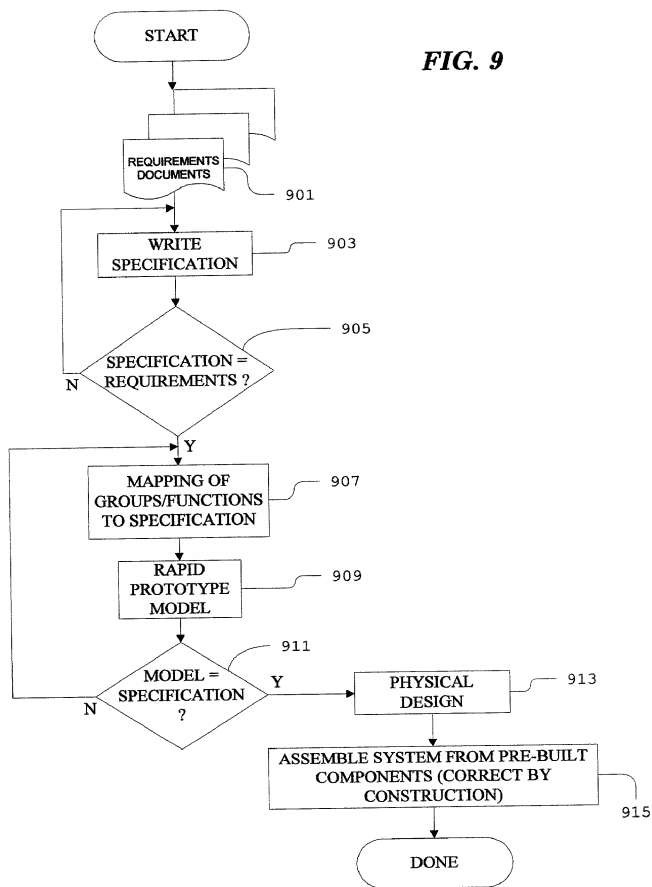 START
FIG. 9
REQUIREMENTS
DOCUMENTS
901
WRITE
SPECIFICATION
903
905
SPECIFICATION =
REQUIREMENTS ?
N
Y
MAPPING OF
GROUPS/FUNCTIONS
TO SPECIFICATION
907
RAPID
PROTOTYPE
MODEL
909
911
MODEL =
SPECIFICATION
?
N
Y
PHYSICAL
DESIGN
913
ASSEMBLE SYSTEM FROM PRE-BUILT
COMPONENTS (CORRECT BY
CONSTRUCTION)
915
DONE